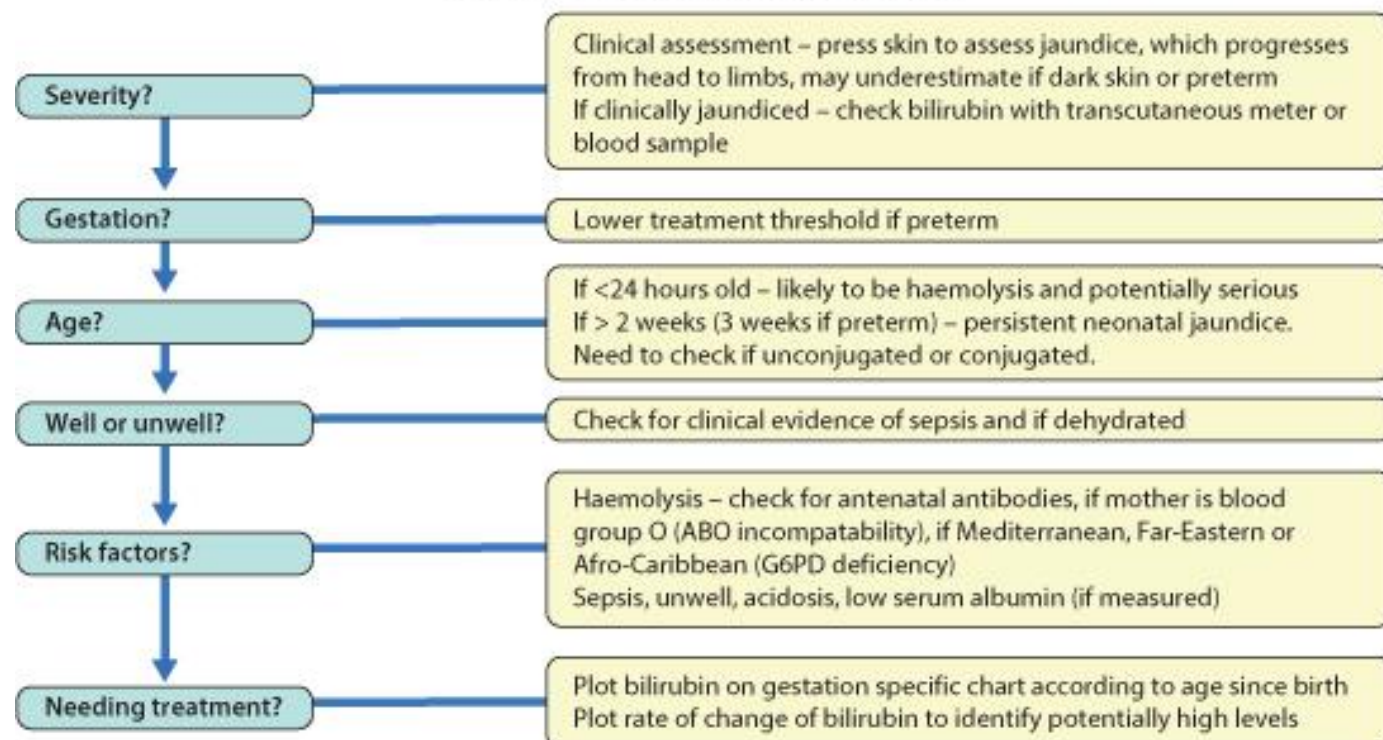 Severity?
Clinical assessment – press skin to assess jaundice, which progresses
from head to limbs, may underestimate if dark skin or preterm
If clinically jaundiced – check bilirubin with transcutaneous meter or
blood sample
Gestation?
Lower treatment threshold if preterm
Age?
If <24 hours old – likely to be haemolysis and potentially serious
If > 2 weeks (3 weeks if preterm) – persistent neonatal jaundice.
Need to check if unconjugated or conjugated.
Well or unwell?
Check for clinical evidence of sepsis and if dehydrated
Risk factors?
Haemolysis – check for antenatal antibodies, if mother is blood
group O (ABO incompatability), if Mediterranean, Far-Eastern or
Afro-Caribbean (G6PD deficiency)
Sepsis, unwell, acidosis, low serum albumin (if measured)
Needing treatment?
Plot bilirubin on gestation specific chart according to age since birth
Plot rate of change of bilirubin to identify potentially high levels